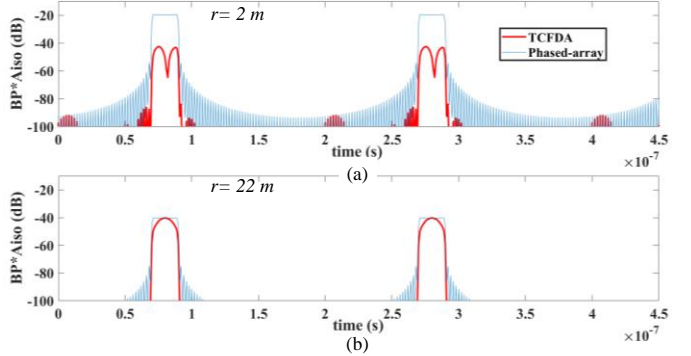 r= 2 m
BP*Aiso (dB)
-20
-40
-60
-80
-100
TCFDA
Phased-array
0 0.5 1 1.5 2 2.5 3 3.5 4 4.5
time (s)
×10⁻⁷
(a)
r= 22 m
BP*Aiso (dB)
-20
-40
-60
-80
-100
0 0.5 1 1.5 2 2.5 3 3.5 4 4.5
time (s)
×10⁻⁷
(b)